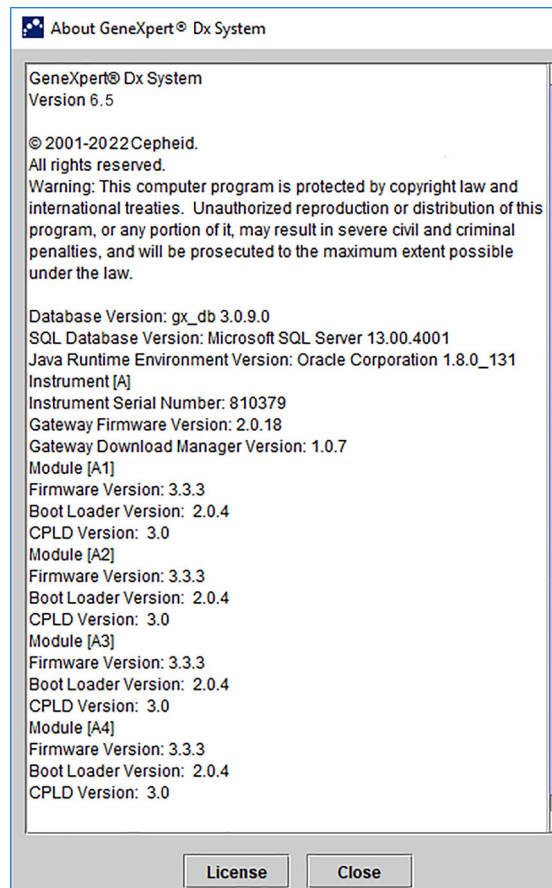 About GeneXpert® Dx System
GeneXpert® Dx System
Version 6.5
© 2001-2022 Cepheid.
All rights reserved.
Warning: This computer program is protected by copyright law and
international treaties.  Unauthorized reproduction or distribution of this
program, or any portion of it, may result in severe civil and criminal
penalties, and will be prosecuted to the maximum extent possible
under the law.
Database Version: gx_db 3.0.9.0
SQL Database Version: Microsoft SQL Server 13.00.4001
Java Runtime Environment Version: Oracle Corporation 1.8.0_131
Instrument [A]
Instrument Serial Number: 810379
Gateway Firmware Version: 2.0.18
Gateway Download Manager Version: 1.0.7
Module [A1]
Firmware Version: 3.3.3
Boot Loader Version:  2.0.4
CPLD Version:  3.0
Module [A2]
Firmware Version: 3.3.3
Boot Loader Version:  2.0.4
CPLD Version:  3.0
Module [A3]
Firmware Version: 3.3.3
Boot Loader Version:  2.0.4
CPLD Version:  3.0
Module [A4]
Firmware Version: 3.3.3
Boot Loader Version:  2.0.4
CPLD Version:  3.0
License Close